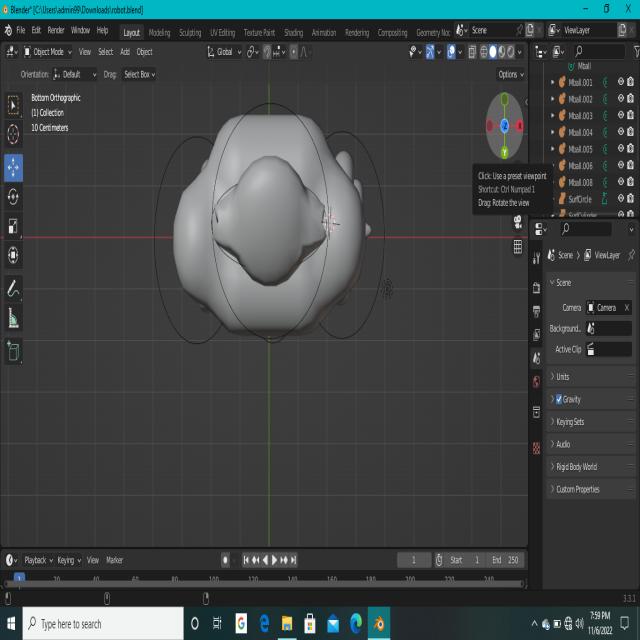 Blender* [C:\Users\admin99\Downloads\robot.blend]
File Edit Render Window Help Layout Modeling Sculpting UV Editing Texture Paint Shading Animation Rendering Compositing Geometry Noc Scene ViewLayer
Object Mode View Select Add Object Global
Orientation: Default Drag: Select Box Options
Bottom Orthographic
(1) Collection
10 Centimeters
Mball
Mball.001
Mball.002
Mball.003
Mball.004
Mball.005
Mball.006
Mball.008
SurfCircle
SurfCylinder
Z
Y
Click: Use a preset viewpoint
Shortcut: Ctrl Numpad 1
Drag: Rotate the view
Scene > ViewLayer
Scene
Camera Camera
Background..
Active Clip
Units
Gravity
Keying Sets
Audio
Rigid Body World
Custom Properties
Playback Keying View Marker 1 Start 1 End 250
1 20 40 60 80 100 120 140 160 180 200 220 240
3.3.1
Type here to search
7:59 PM
11/6/2022